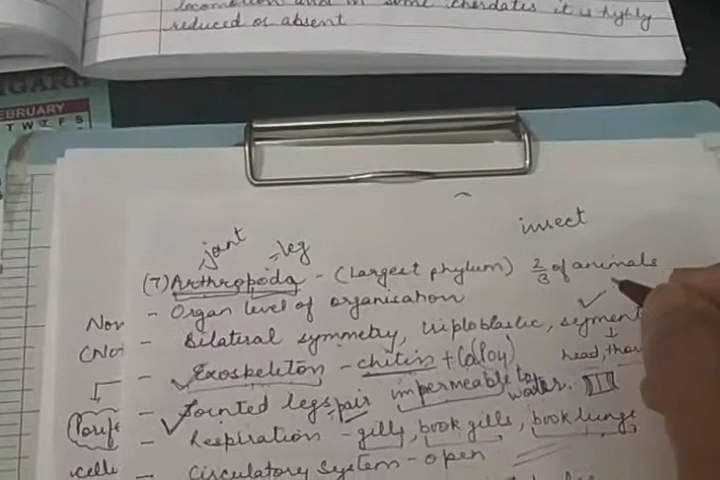 locomotion and in some chordates it is highly
reduced or absent
FEBRUARY
T W T F S
insect
joint =leg
(7) Arthropoda - (Largest phylum) 2/3 of animals
- Organ level of organisation
- Bilateral symmetry, triploblastic, segment
head, thor
- Exoskeleton - chitin +
- Jointed legs, pair impermeable to water. III
- Respiration - gills, book gills, book lungs
- Circulatory system - open